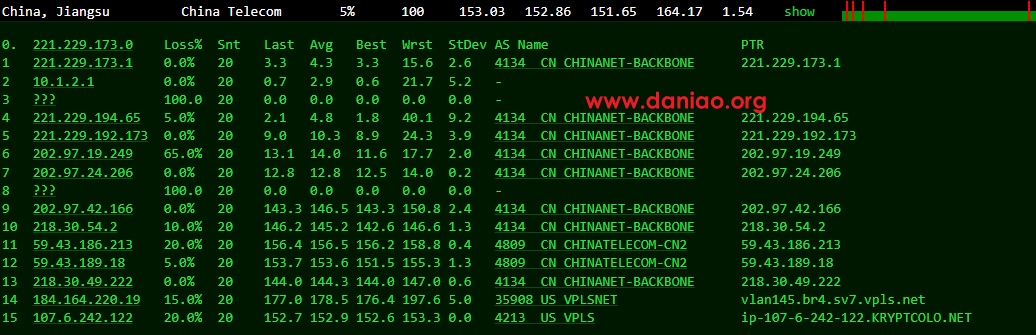 China, Jiangsu China Telecom 5% 100 153.03 152.86 151.65 164.17 1.54 show
0. 221.229.173.0 Loss% Snt Last Avg Best Wrst StDev AS Name PTR
1 221.229.173.1 0.0% 20 3.3 4.3 3.3 15.6 2.6 4134 CN CHINANET-BACKBONE 221.229.173.1
2 10.1.2.1 0.0% 20 0.7 2.9 0.6 21.7 5.2 -
3 ??? 100.0 20 0.0 0.0 0.0 0.0 0.0 -
www.daniao.org
4 221.229.194.65 5.0% 20 2.1 4.8 1.8 40.1 9.2 4134 CN CHINANET-BACKBONE 221.229.194.65
5 221.229.192.173 0.0% 20 9.0 10.3 8.9 24.3 3.9 4134 CN CHINANET-BACKBONE 221.229.192.173
6 202.97.19.249 65.0% 20 13.1 14.0 11.6 17.7 2.0 4134 CN CHINANET-BACKBONE 202.97.19.249
7 202.97.24.206 0.0% 20 12.8 12.8 12.5 14.0 0.2 4134 CN CHINANET-BACKBONE 202.97.24.206
8 ??? 100.0 20 0.0 0.0 0.0 0.0 0.0 -
9 202.97.42.166 0.0% 20 143.3 146.5 143.3 150.8 2.4 4134 CN CHINANET-BACKBONE 202.97.42.166
10 218.30.54.2 10.0% 20 146.2 145.2 142.6 146.6 1.3 4134 CN CHINANET-BACKBONE 218.30.54.2
11 59.43.186.213 20.0% 20 156.4 156.5 156.2 158.8 0.4 4809 CN CHINATELECOM-CN2 59.43.186.213
12 59.43.189.18 5.0% 20 153.7 153.6 151.5 155.3 1.3 4809 CN CHINATELECOM-CN2 59.43.189.18
13 218.30.49.222 0.0% 20 144.0 144.3 144.0 147.0 0.6 4134 CN CHINANET-BACKBONE 218.30.49.222
14 184.164.220.19 15.0% 20 177.0 178.5 176.4 197.6 5.0 35908 US VPLSNET vlan145.br4.sv7.vpls.net
15 107.6.242.122 20.0% 20 152.7 152.9 152.6 153.3 0.0 4213 US VPLS ip-107-6-242-122.KRYPTCOLO.NET